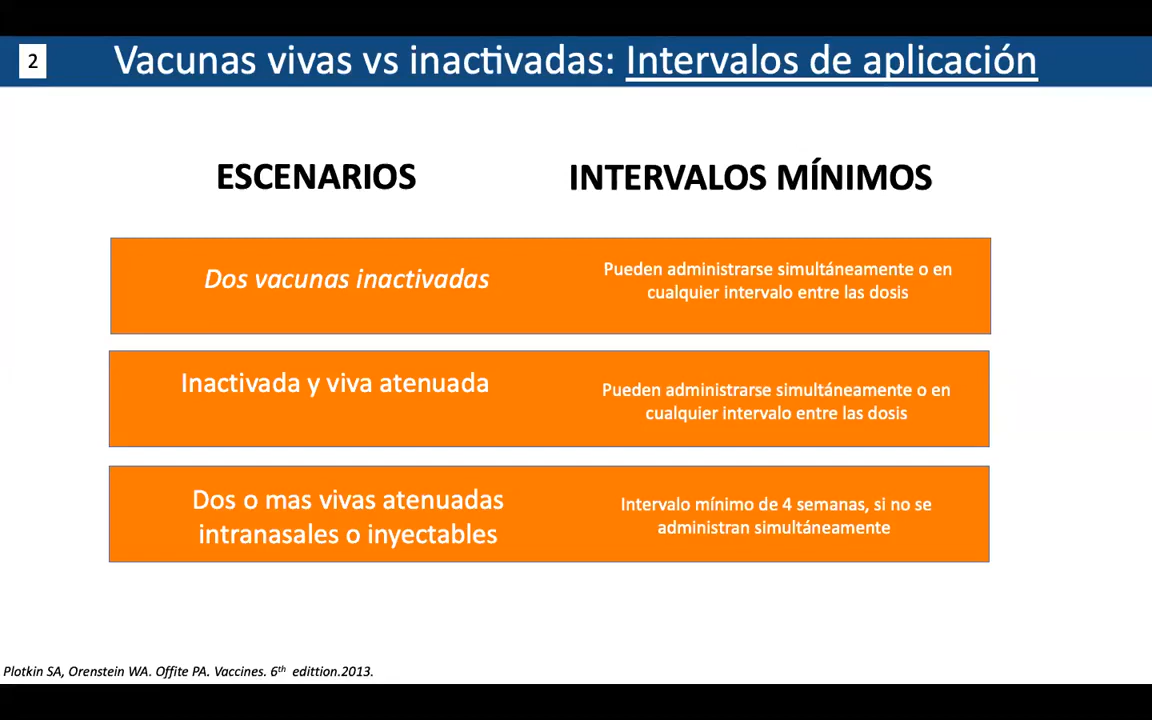 2
Vacunas vivas vs inactivadas: Intervalos de aplicación
ESCENARIOS
INTERVALOS MÍNIMOS
Dos vacunas inactivadas
Pueden administrarse simultáneamente o en
cualquier intervalo entre las dosis
Inactivada y viva atenuada
Pueden administrarse simultáneamente o en
cualquier intervalo entre las dosis
Dos o mas vivas atenuadas
intranasales o inyectables
Intervalo mínimo de 4 semanas, si no se
administran simultáneamente
Plotkin SA, Orenstein WA. Offite PA. Vaccines. 6th edittion.2013.